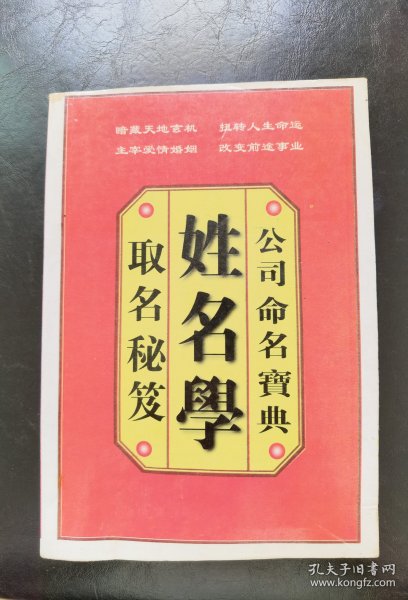 暗藏天地玄机 扭转人生命运
主宰爱情婚姻 改变前途事业
公司命名寶典
姓名學
取名秘笈
孔夫子旧书网
www.kongfz.com